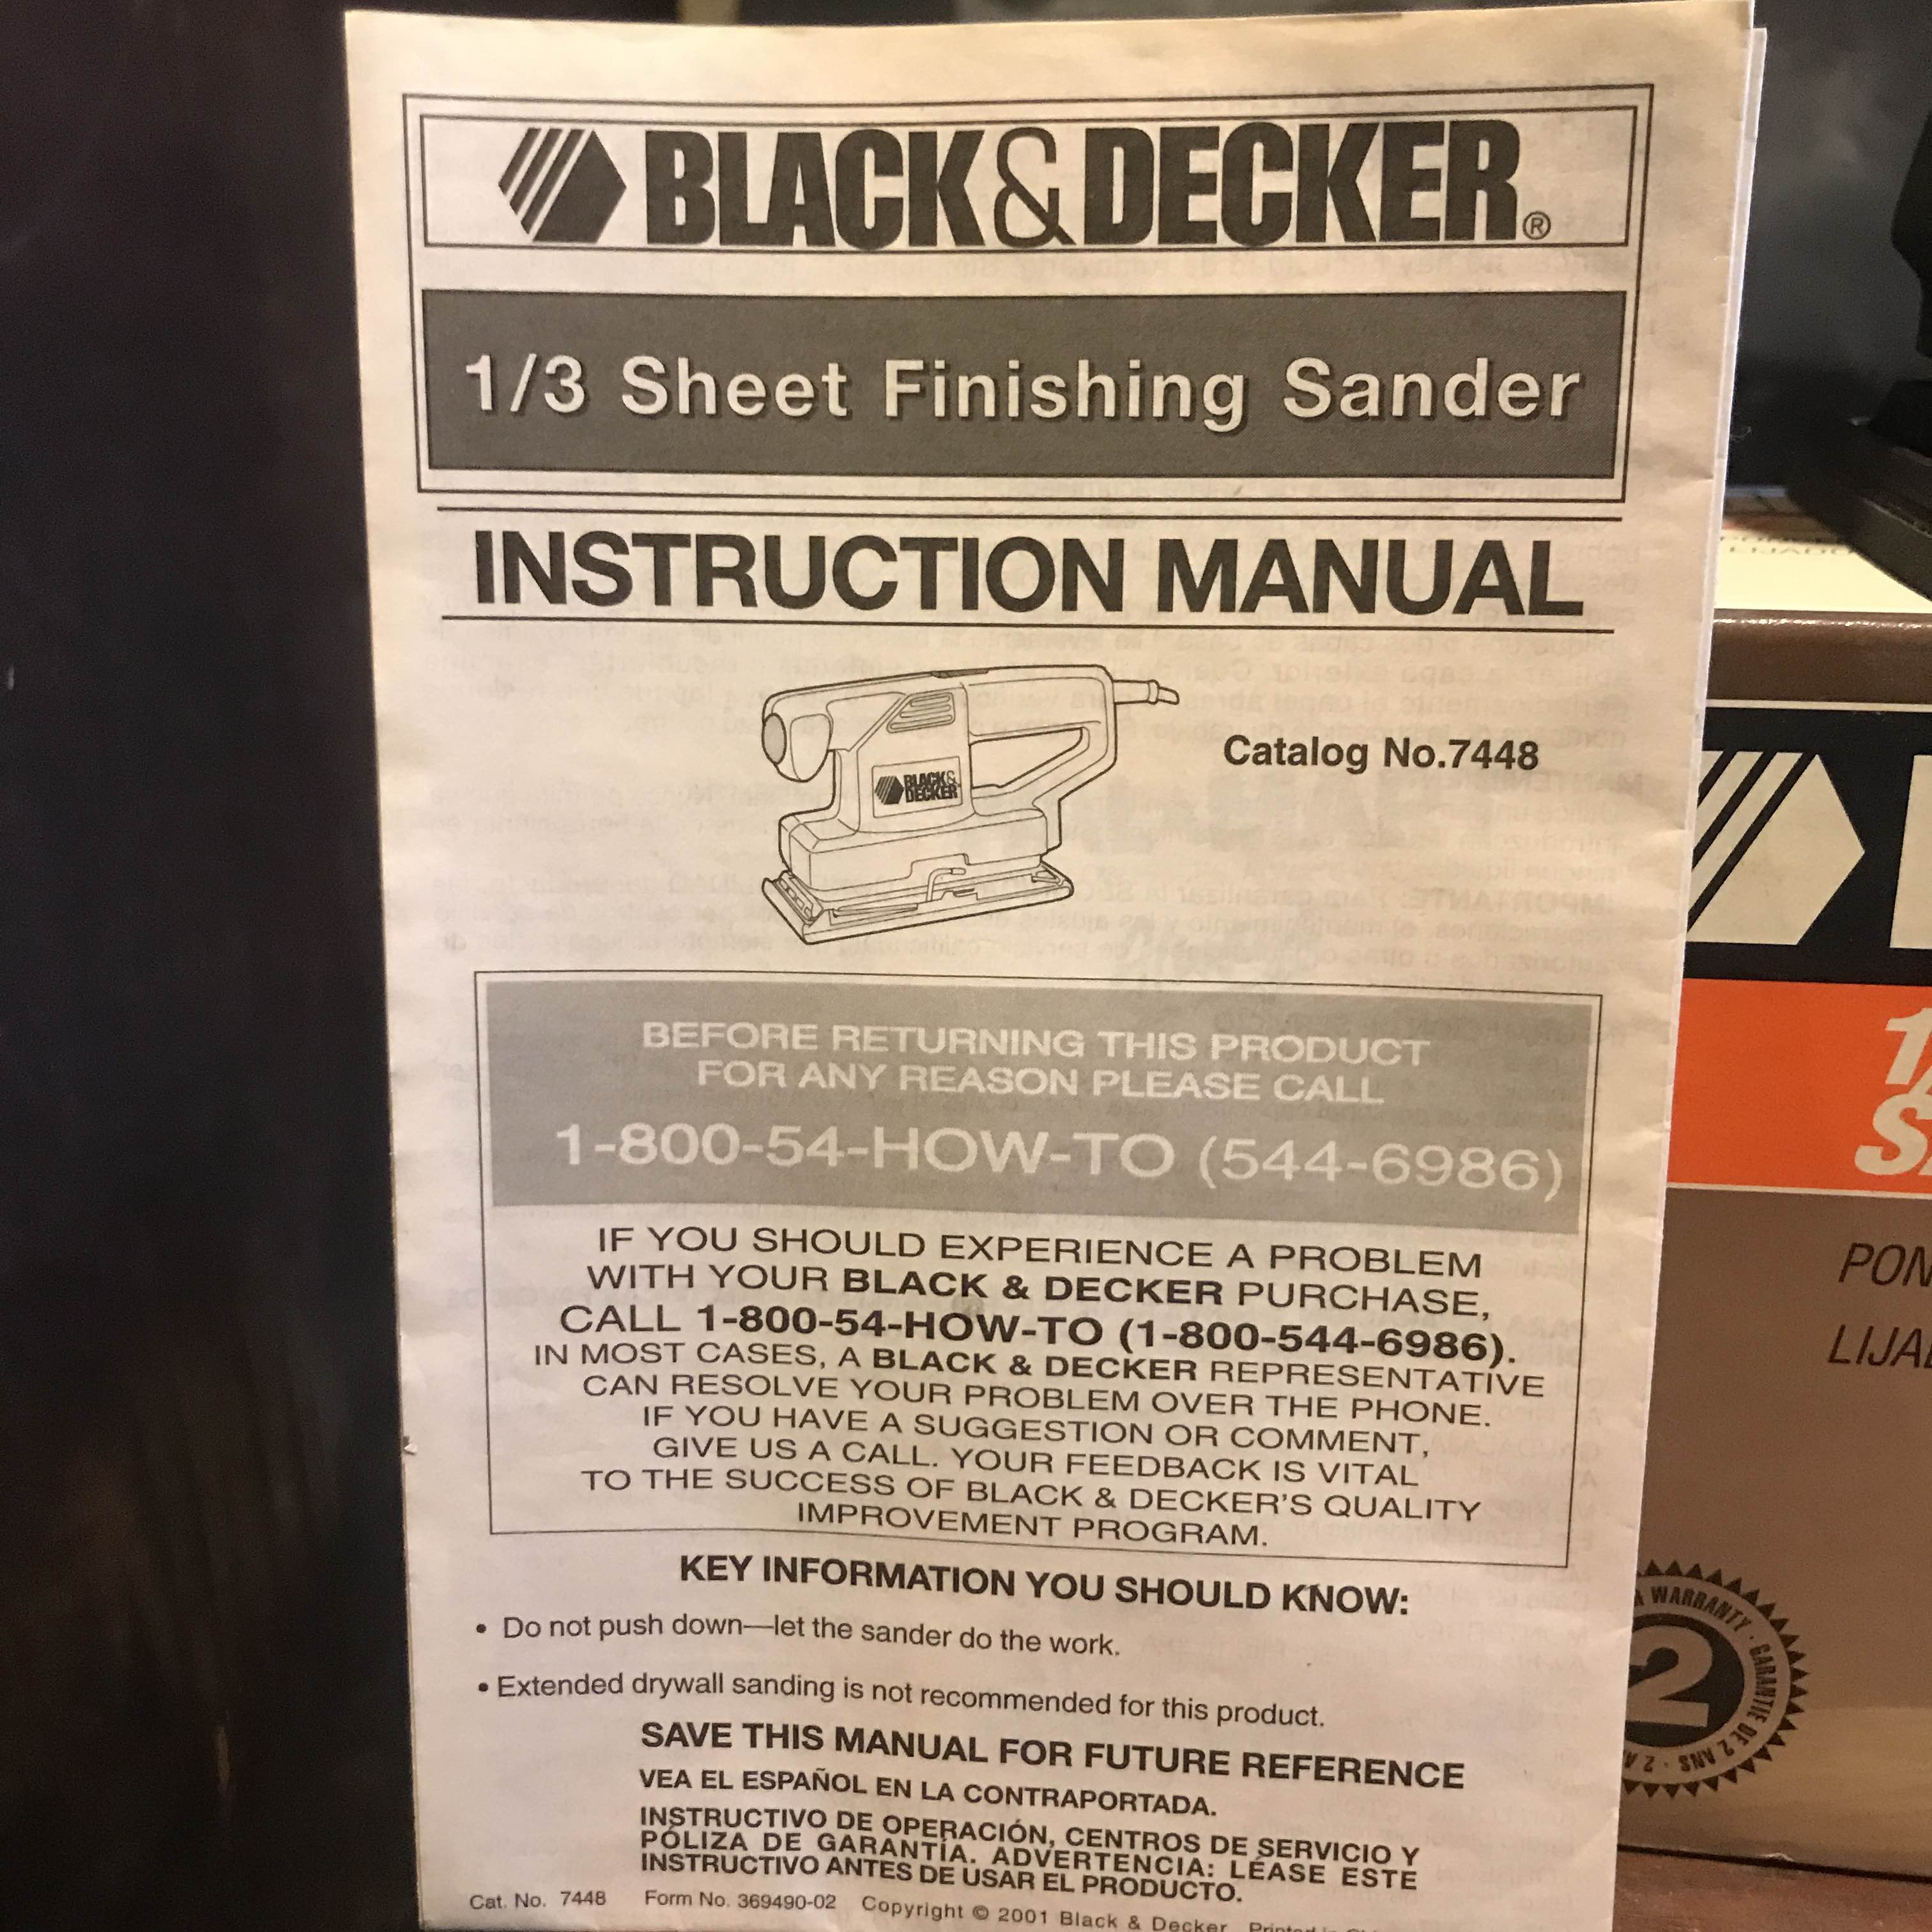 BLACK&DECKER®
1/3 Sheet Finishing Sander
INSTRUCTION MANUAL
BLACK&
DECKER
Catalog No.7448
BEFORE RETURNING THIS PRODUCT
FOR ANY REASON PLEASE CALL
1-800-54-HOW-TO (544-6986)
IF YOU SHOULD EXPERIENCE A PROBLEM
WITH YOUR BLACK & DECKER PURCHASE,
CALL 1-800-54-HOW-TO (1-800-544-6986).
IN MOST CASES, A BLACK & DECKER REPRESENTATIVE
CAN RESOLVE YOUR PROBLEM OVER THE PHONE.
IF YOU HAVE A SUGGESTION OR COMMENT,
GIVE US A CALL. YOUR FEEDBACK IS VITAL
TO THE SUCCESS OF BLACK & DECKER'S QUALITY
IMPROVEMENT PROGRAM.
KEY INFORMATION YOU SHOULD KNOW:
• Do not push down—let the sander do the work.
• Extended drywall sanding is not recommended for this product.
SAVE THIS MANUAL FOR FUTURE REFERENCE
VEA EL ESPAÑOL EN LA CONTRAPORTADA.
INSTRUCTIVO DE OPERACIÓN, CENTROS DE SERVICIO Y
PÓLIZA DE GARANTÍA. ADVERTENCIA: LÉASE ESTE
INSTRUCTIVO ANTES DE USAR EL PRODUCTO.
Cat. No. 7448 Form No. 369490-02 Copyright © 2001 Black & Decker Printed in
PON
LIJA
WARRANTY · GARANTIE DE 2 ANS · 2 A
2